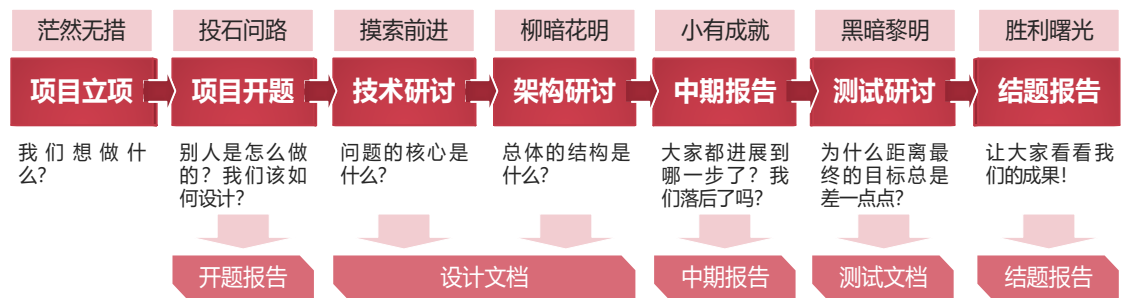 茫然无措
投石问路
摸索前进
柳暗花明
小有成就
黑暗黎明
胜利曙光
项目立项
项目开题
技术研讨
架构研讨
中期报告
测试研讨
结题报告
我们想做什
么?
别人是怎么做
的？我们该如
何设计?
问题的核心是
什么?
总体的结构是
什么?
大家都进展到
哪一步了？我
们落后了吗?
为什么距离最
终的目标总是
差一点点?
让大家看看我
们的成果!
开题报告
设计文档
中期报告
测试文档
结题报告